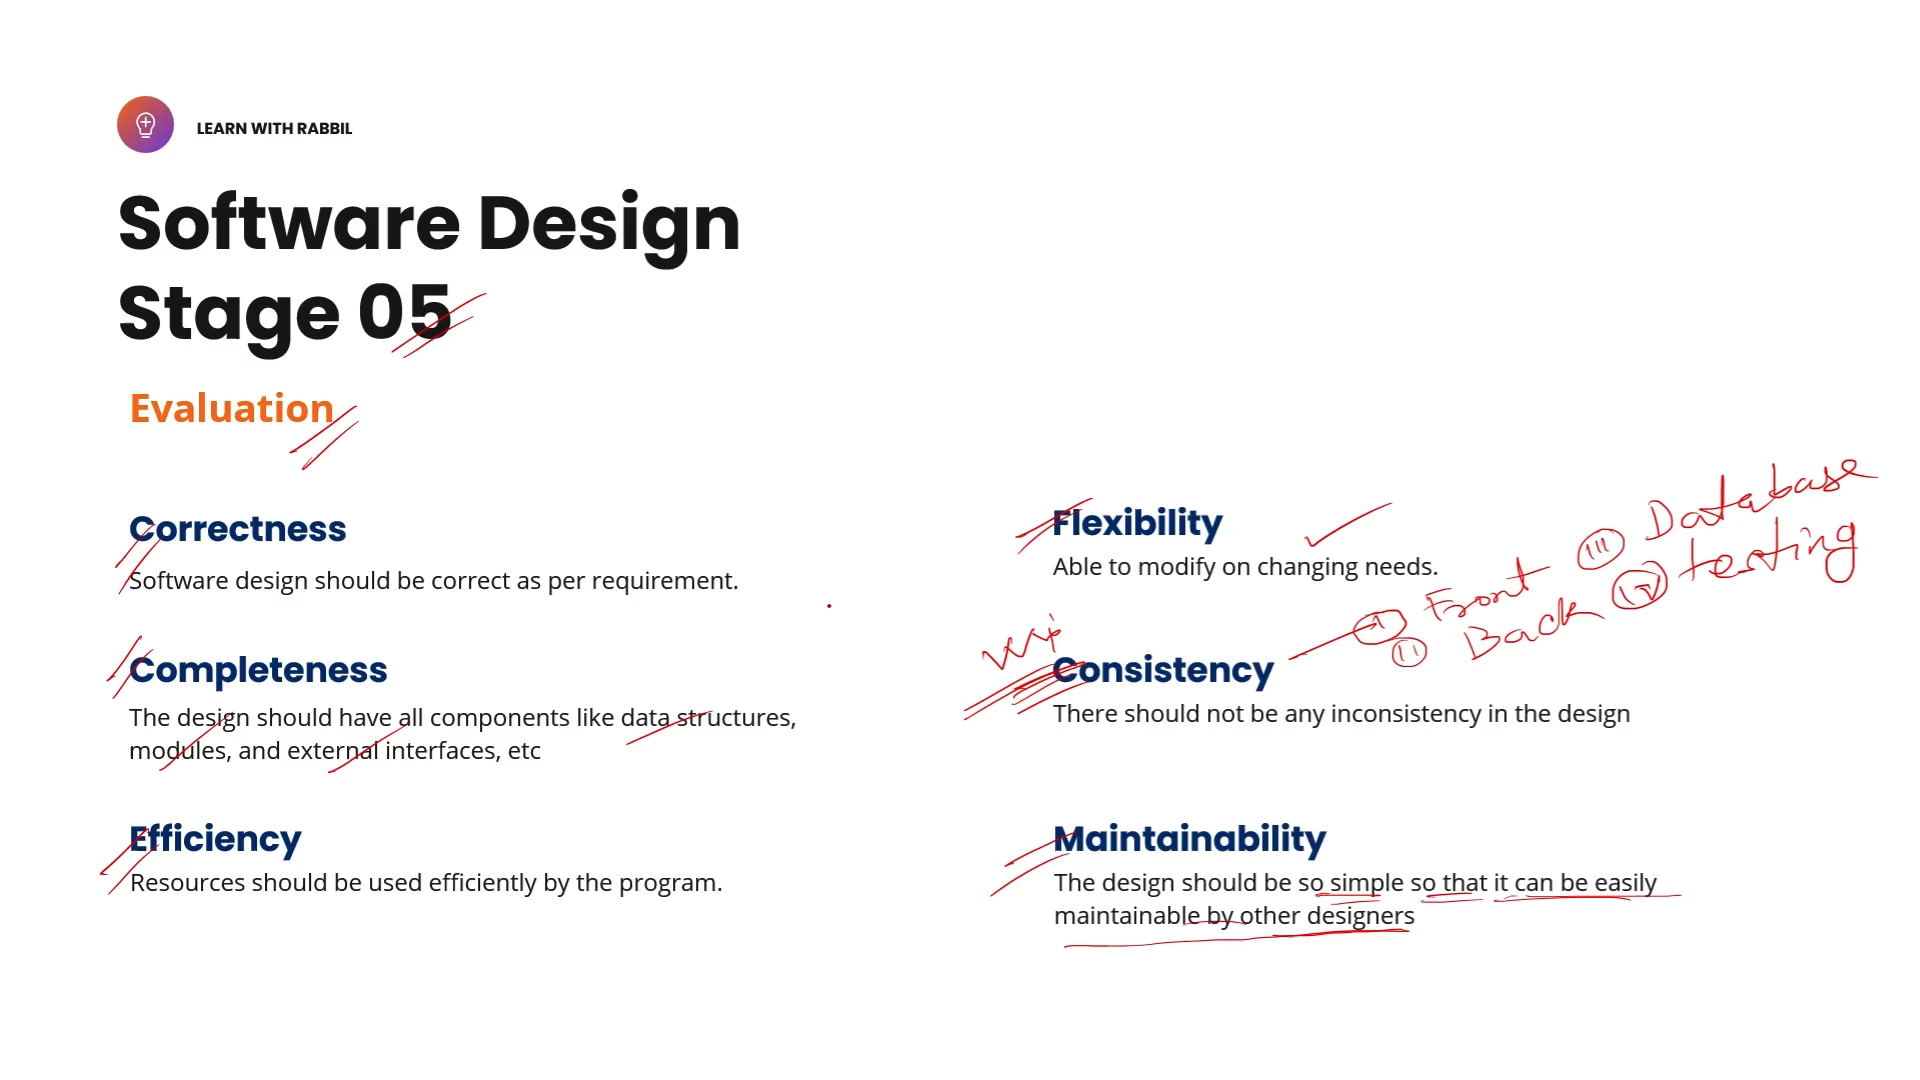 LEARN WITH RABBIL
Software Design
Stage 05
Evaluation
Correctness
Software design should be correct as per requirement.
Completeness
The design should have all components like data structures,
modules, and external interfaces, etc
Efficiency
Resources should be used efficiently by the program.
Flexibility
Able to modify on changing needs.
Consistency
There should not be any inconsistency in the design
Maintainability
The design should be so simple so that it can be easily
maintainable by other designers
Front
II Back
III Database
IV testing